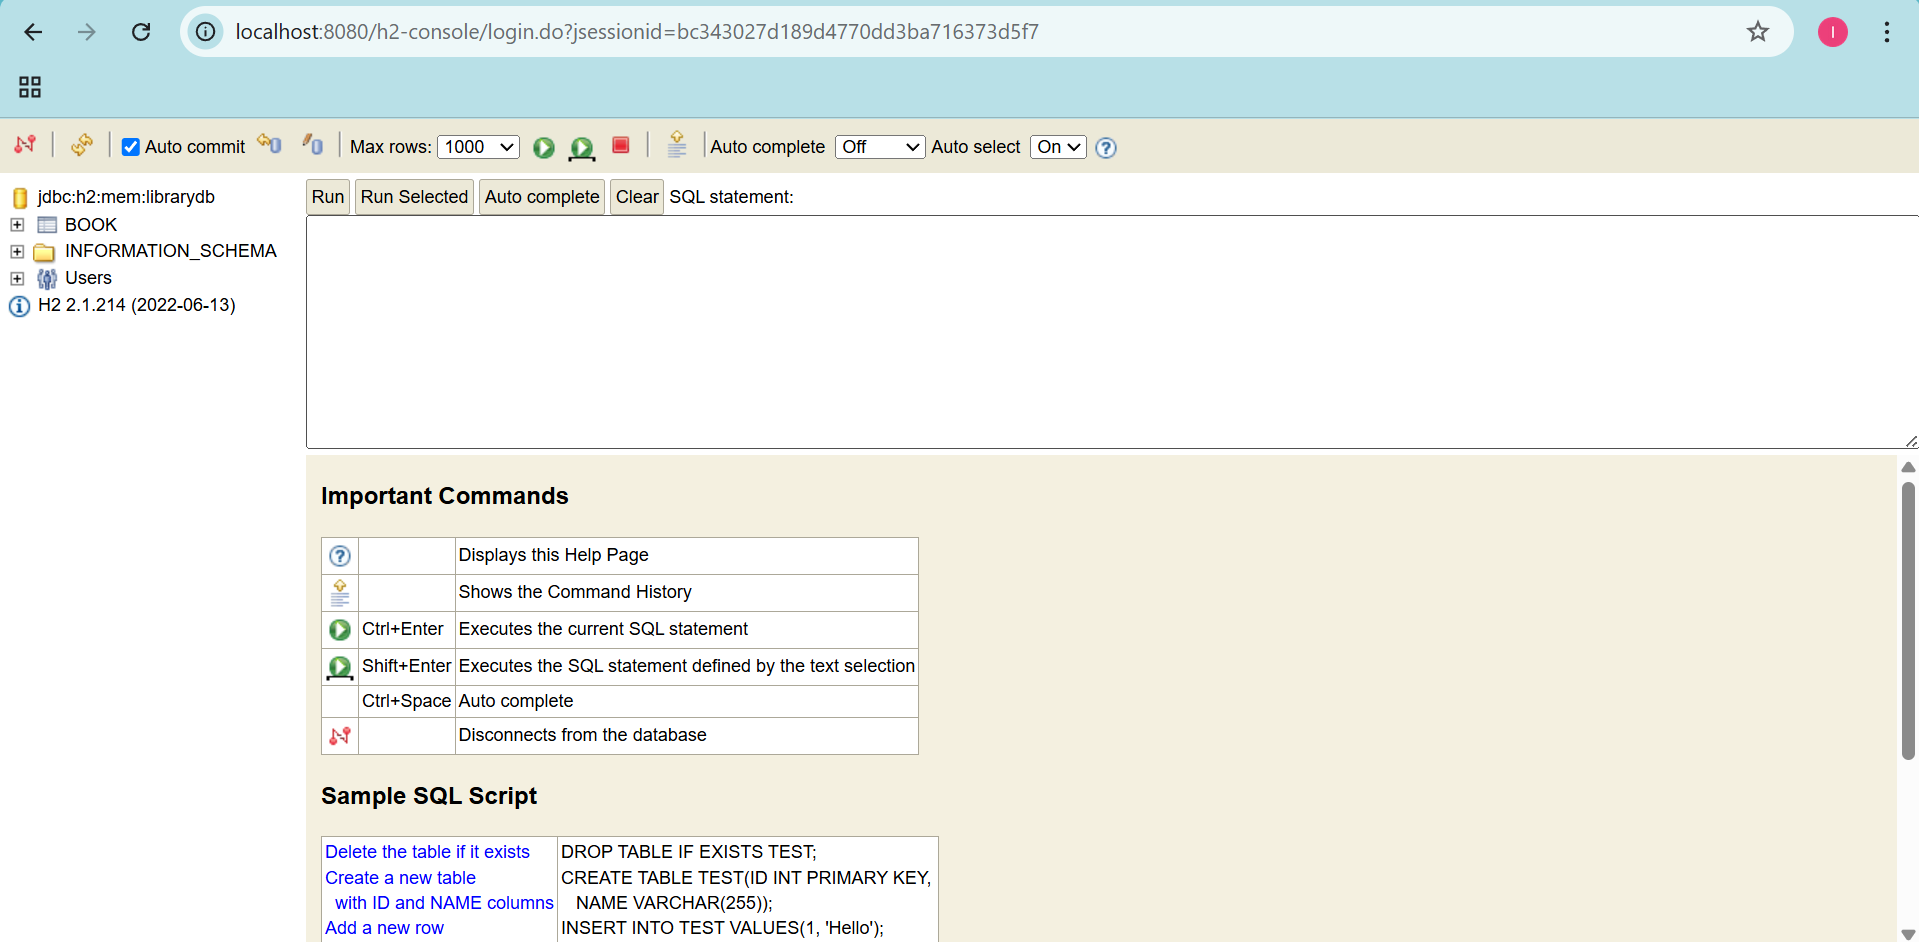 localhost:8080/h2-console/login.do?jsessionid=bc343027d189d4770dd3ba716373d5f7
I
Auto commit Max rows: 1000 Auto complete Off Auto select On
jdbc:h2:mem:librarydb
BOOK
INFORMATION_SCHEMA
Users
H2 2.1.214 (2022-06-13)
Run Run Selected Auto complete Clear SQL statement:
Important Commands
Displays this Help Page
Shows the Command History
Ctrl+Enter Executes the current SQL statement
Shift+Enter Executes the SQL statement defined by the text selection
Ctrl+Space Auto complete
Disconnects from the database
Sample SQL Script
Delete the table if it exists DROP TABLE IF EXISTS TEST;
Create a new table CREATE TABLE TEST(ID INT PRIMARY KEY,
with ID and NAME columns NAME VARCHAR(255));
Add a new row INSERT INTO TEST VALUES(1, 'Hello');